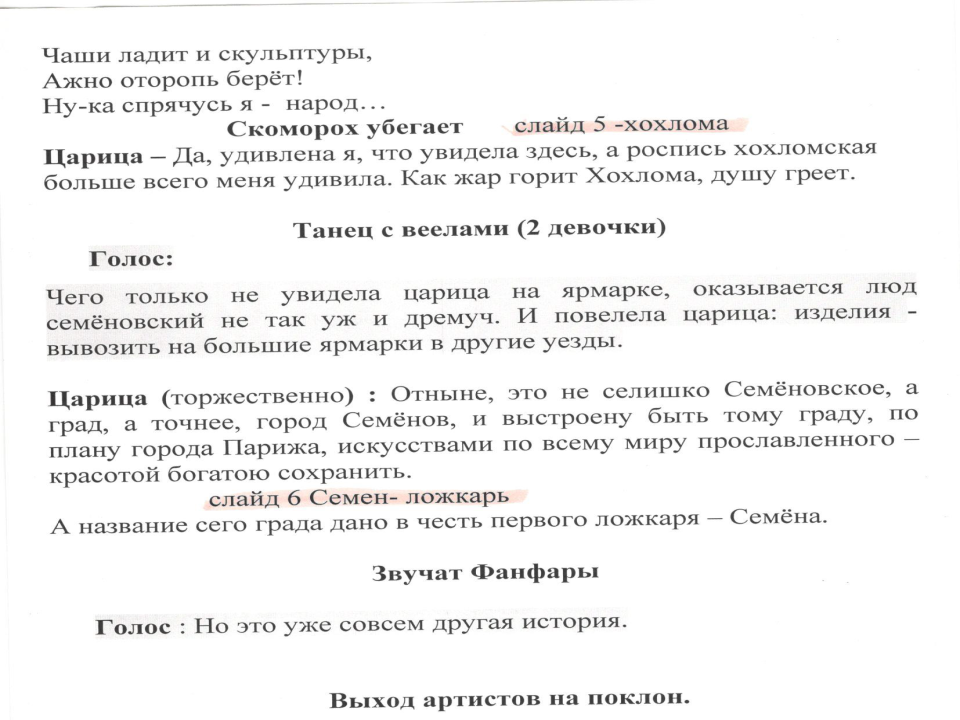 Чаши ладит и скульптуры,
Ажно оторопь берёт!
Ну-ка спрячусь я - народ…
Скоморох убегает слайд 5 -хохлома
Царица – Да, удивлена я, что увидела здесь, а роспись хохломская
больше всего меня удивила. Как жар горит Хохлома, душу греет.
Танец с веелами (2 девочки)
Голос:
Чего только не увидела царица на ярмарке, оказывается люд
семёновский не так уж и дремуч. И повелела царица: изделия -
вывозить на большие ярмарки в другие уезды.
Царица (торжественно) : Отныне, это не селишко Семёновское, а
град, а точнее, город Семёнов, и выстроену быть тому граду, по
плану города Парижа, искусствами по всему миру прославленного –
красотой богатою сохранить.
слайд 6 Семен- ложкарь
А название сего града дано в честь первого ложкаря – Семёна.
Звучат Фанфары
Голос : Но это уже совсем другая история.
Выход артистов на поклон.